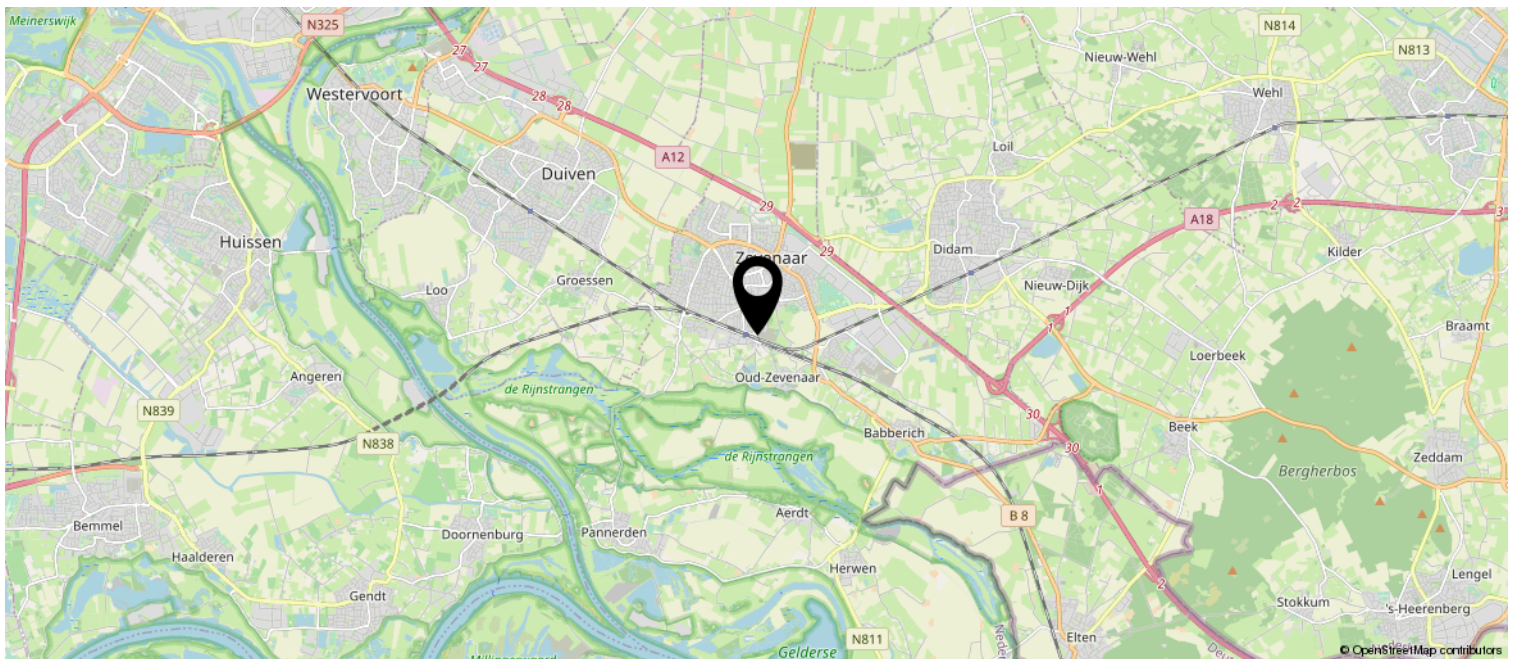 Meinerswijk
N325
N814
27
27
N813
Nieuw-Wehl
Westervoort
28
28
Wehl
Loil
A12
Duiven
29
2
2
3
A18
Huissen
29
Didam
Kilder
Zevenaar
Groessen
Nieuw-Dijk
Loo
1
1
Braamt
Loerbeek
Angeren
Oud-Zevenaar
de Rijnstrangen
30
N839
Beek
Babberich
N838
30
de Rijnstrangen
Zeddam
Bergherbos
1
Aerdt
B 8
Bemmel
Pannerden
Doornenburg
Haalderen
Herwen
Lengel
2
Gendt
Stokkum
's-Heerenberg
Elten
N811
Gelderse
© OpenStreetMap contributors